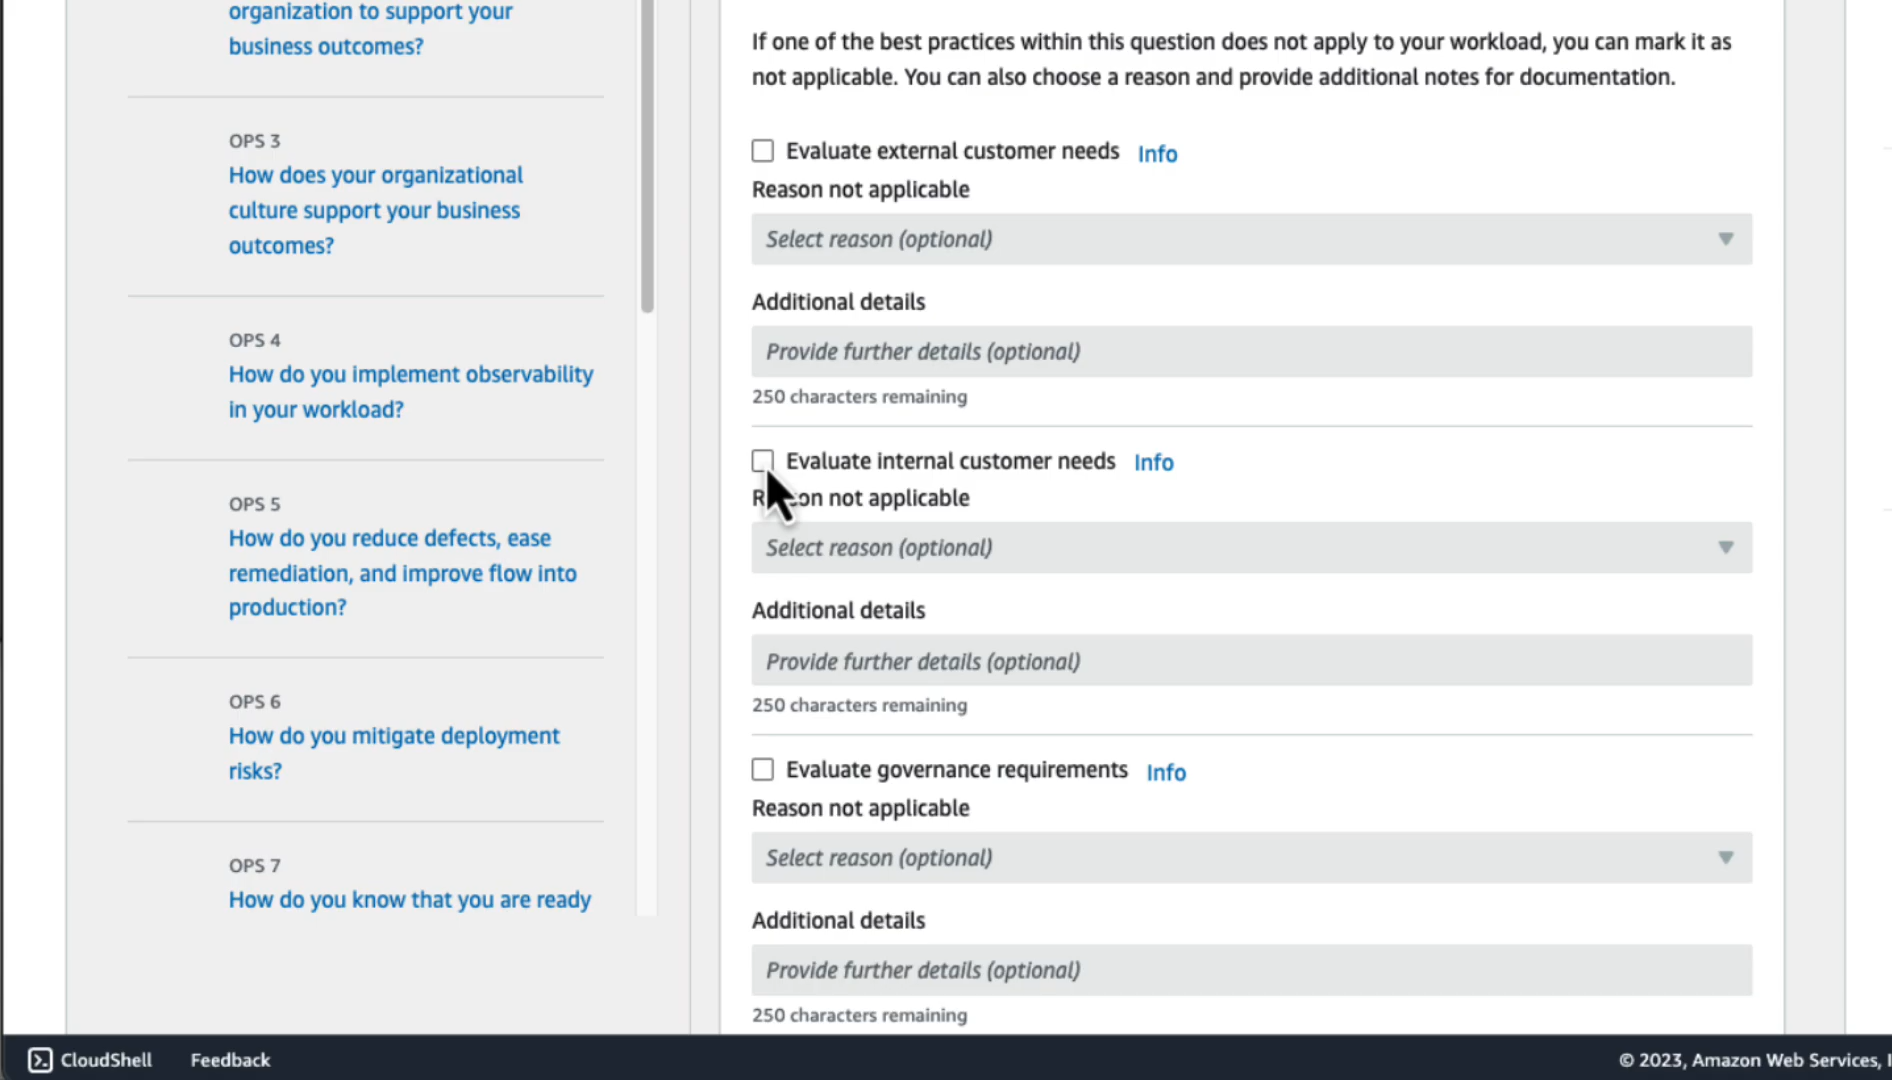 organization to support your
business outcomes?
OPS 3
How does your organizational
culture support your business
outcomes?
OPS 4
How do you implement observability
in your workload?
OPS 5
How do you reduce defects, ease
remediation, and improve flow into
production?
OPS 6
How do you mitigate deployment
risks?
OPS 7
How do you know that you are ready
If one of the best practices within this question does not apply to your workload, you can mark it as
not applicable. You can also choose a reason and provide additional notes for documentation.
Evaluate external customer needs Info
Reason not applicable
Select reason (optional)
Additional details
Provide further details (optional)
250 characters remaining
Evaluate internal customer needs Info
Reason not applicable
Select reason (optional)
Additional details
Provide further details (optional)
250 characters remaining
Evaluate governance requirements Info
Reason not applicable
Select reason (optional)
Additional details
Provide further details (optional)
250 characters remaining
CloudShell Feedback
© 2023, Amazon Web Services,